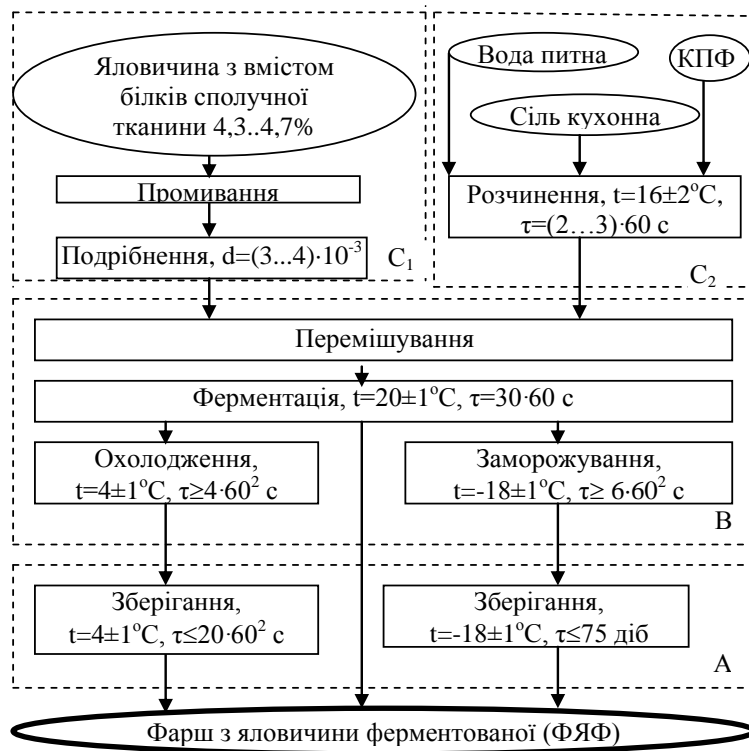 Яловичина з вмістом
білків сполучної
тканини 4,3..4,7%
Промивання
Подрібнення, d=(3...4)·10⁻³
С₁
Вода питна
КПФ
Сіль кухонна
Розчинення, t=16±2°С,
τ=(2…3)·60 с
С₂
Перемішування
Ферментація, t=20±1°С, τ=30·60 с
Охолодження,
t=4±1°С, τ≥4·60² с
Заморожування,
t=-18±1°С, τ≥ 6·60² с
В
Зберігання,
t=4±1°С, τ≤20·60² с
Зберігання,
t=-18±1°С, τ≤75 діб
А
Фарш з яловичини ферментованої (ФЯФ)